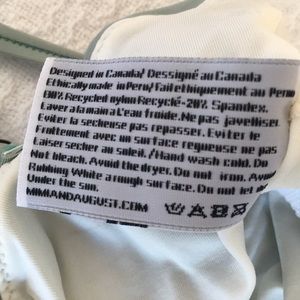 Designed in Canada/ Dessigné au Canada
Ethically made in Peru/ Fait ethiquement au Perou
80% Recycled nylon Recyclé-20% Spandex.
Laver a la main a L'eau froide. Ne pas javelliser.
Eviter la secheuse pas repasser. Eviter le
Frottement avec un surface regueuse ne pas
saiser secher au soleil. /Hand wash cold. Do
Not bleach. Avoid the dryer. Do not iron. Avoid
Rubbing White a rough surface. Do not let dry
Under the sun.
MIMIANDAUGUST.COM